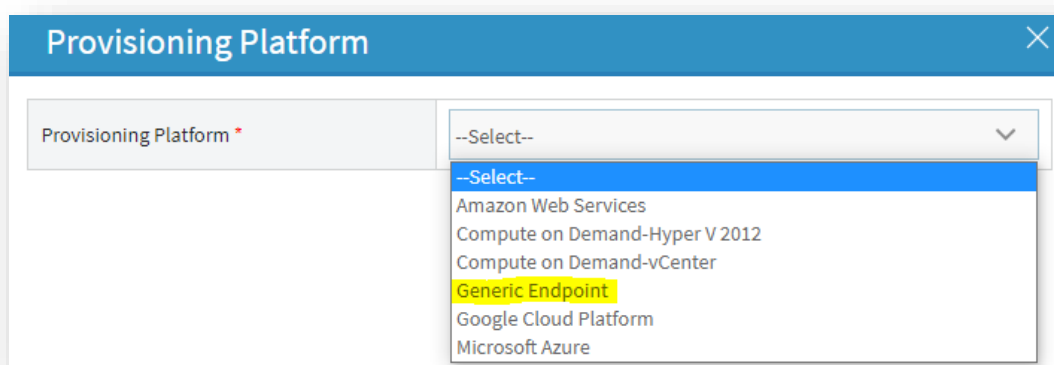 Provisioning Platform
Provisioning Platform *
--Select--
--Select--
Amazon Web Services
Compute on Demand-Hyper V 2012
Compute on Demand-vCenter
Generic Endpoint
Google Cloud Platform
Microsoft Azure